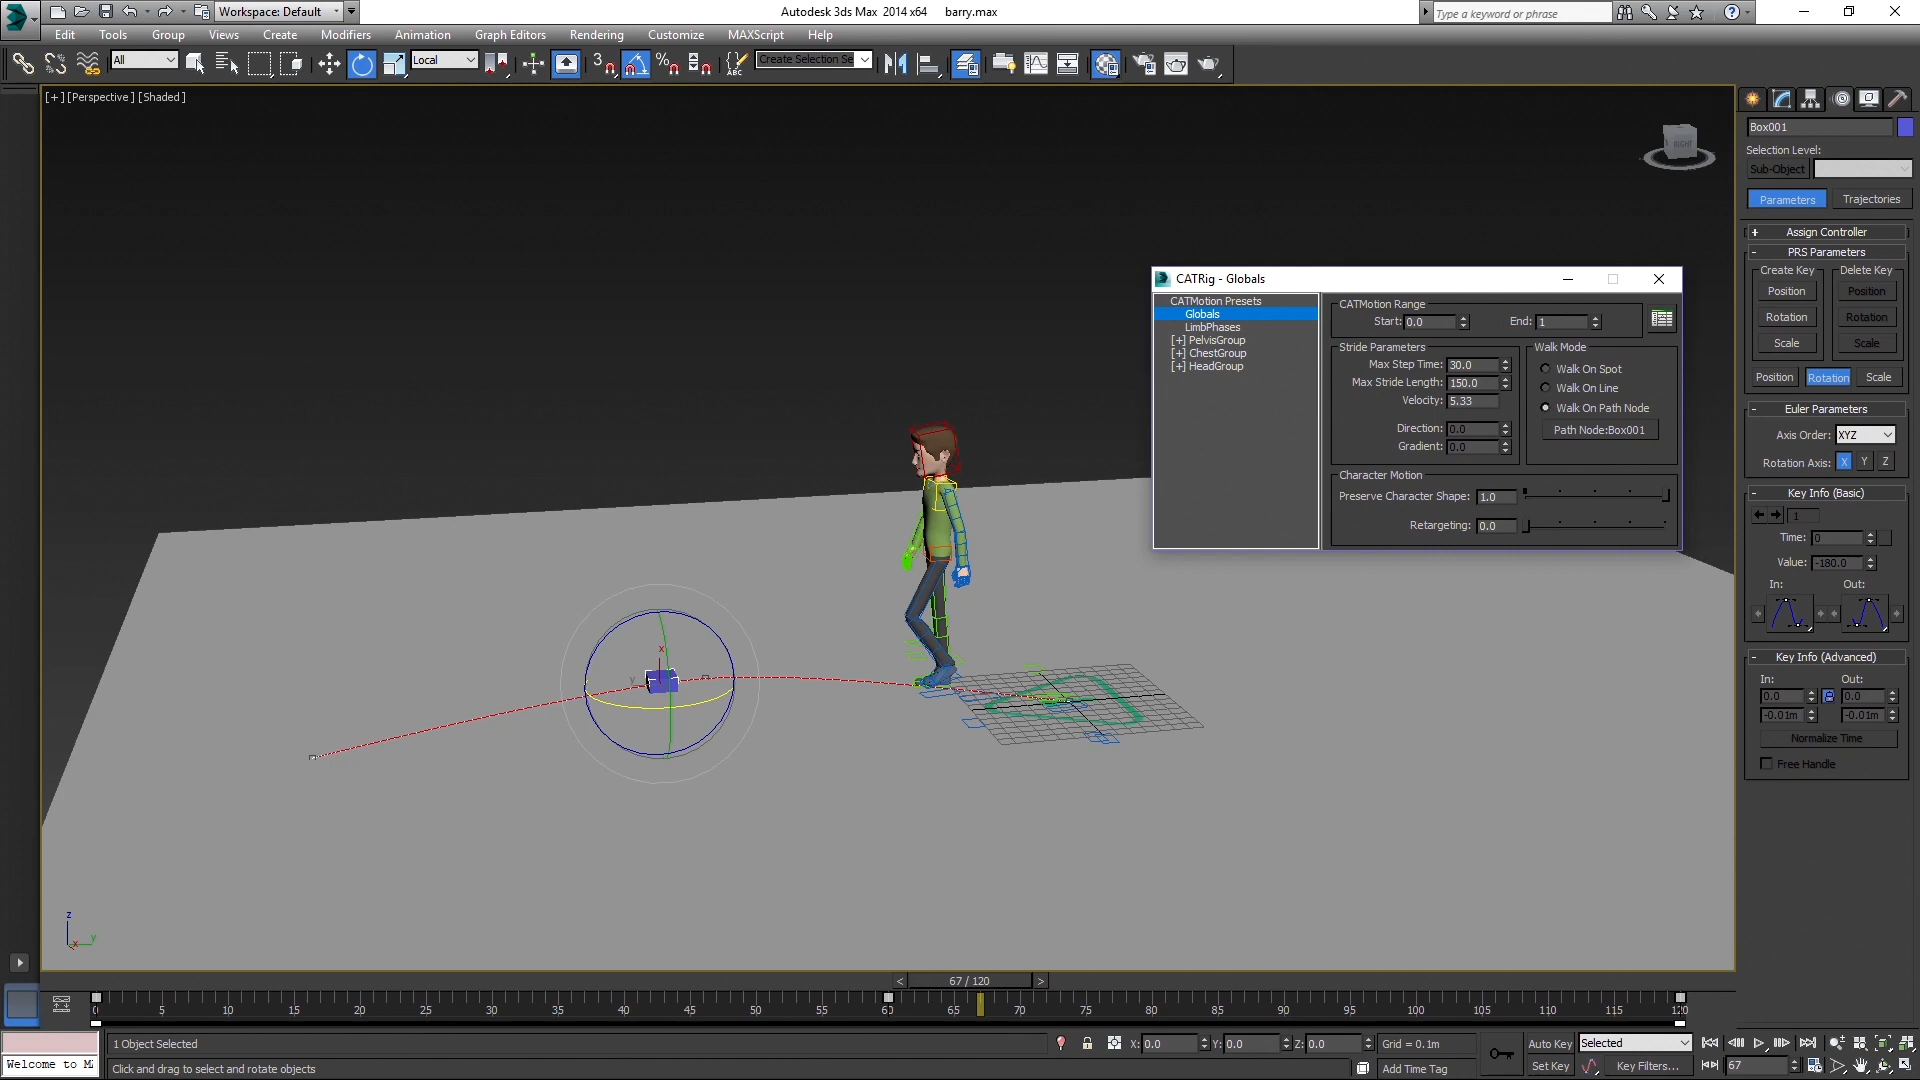 Workspace: Default
Autodesk 3ds Max 2014 x64 barry.max
Type a keyword or phrase
Edit Tools Group Views Create Modifiers Animation Graph Editors Rendering Customize MAXScript Help
All
Local
3
%
ABC
Create Selection Se
[+] [Perspective] [Shaded]
RIGHT
Box001
Selection Level:
Sub-Object
Parameters Trajectories
+ Assign Controller
- PRS Parameters
Create Key Delete Key
Position Position
Rotation Rotation
Scale Scale
Position Rotation Scale
- Euler Parameters
Axis Order: XYZ
Rotation Axis: X Y Z
- Key Info (Basic)
1
Time: 0
Value: -180.0
In: Out:
- Key Info (Advanced)
In: Out:
0.0 0.0
-0.01m -0.01m
Normalize Time
Free Handle
CATRig - Globals
CATMotion Presets
Globals
LimbPhases
[+] PelvisGroup
[+] ChestGroup
[+] HeadGroup
CATMotion Range
Start: 0.0 End: 1
Stride Parameters
Max Step Time: 30.0
Max Stride Length: 150.0
Velocity: 5.33
Direction: 0.0
Gradient: 0.0
Walk Mode
Walk On Spot
Walk On Line
Walk On Path Node
Path Node:Box001
Character Motion
Preserve Character Shape: 1.0
Retargeting: 0.0
x
y
z
x
y
< 67 / 120 >
0 5 10 15 20 25 30 35 40 45 50 55 60 65 70 75 80 85 90 95 100 105 110 115 120
1 Object Selected
X: 0.0 Y: 0.0 Z: 0.0 Grid = 0.1m
Auto Key Selected
Welcome to M
Click and drag to select and rotate objects
Add Time Tag
Set Key Key Filters...
67